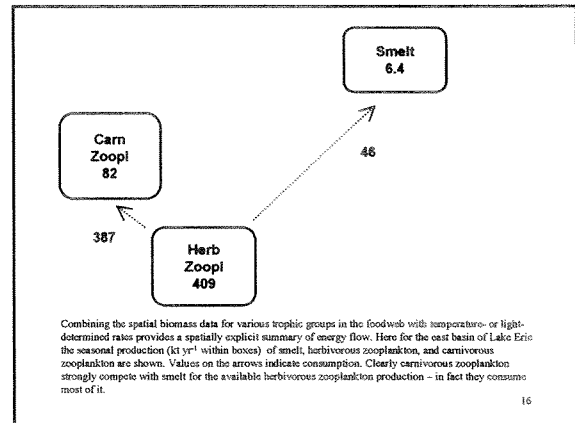 Smelt
6.4
Carn
Zoopl
82
46
387
Herb
Zoopl
409
Combining the spatial biomass data for various trophic groups in the foodweb with temperature- or light-
determined rates provides a spatially explicit summary of energy flow. Here for the east basin of Lake Erie
the seasonal production (kt yr⁻¹ within boxes) of smelt, herbivorous zooplankton, and carnivorous
zooplankton are shown. Values on the arrows indicate consumption. Clearly carnivorous zooplankton
strongly compete with smelt for the available herbivorous zooplankton production – in fact they consume
most of it.
16